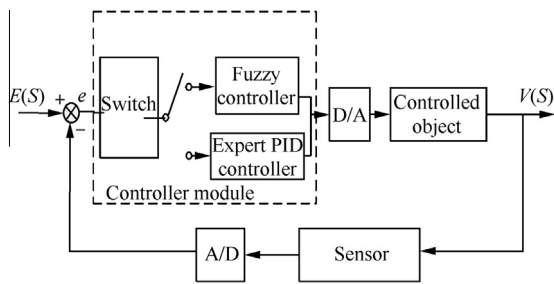 E(S)
+
e
−
Switch
Fuzzy
controller
Expert PID
controller
Controller module
D/A
Controlled
object
V(S)
A/D
Sensor